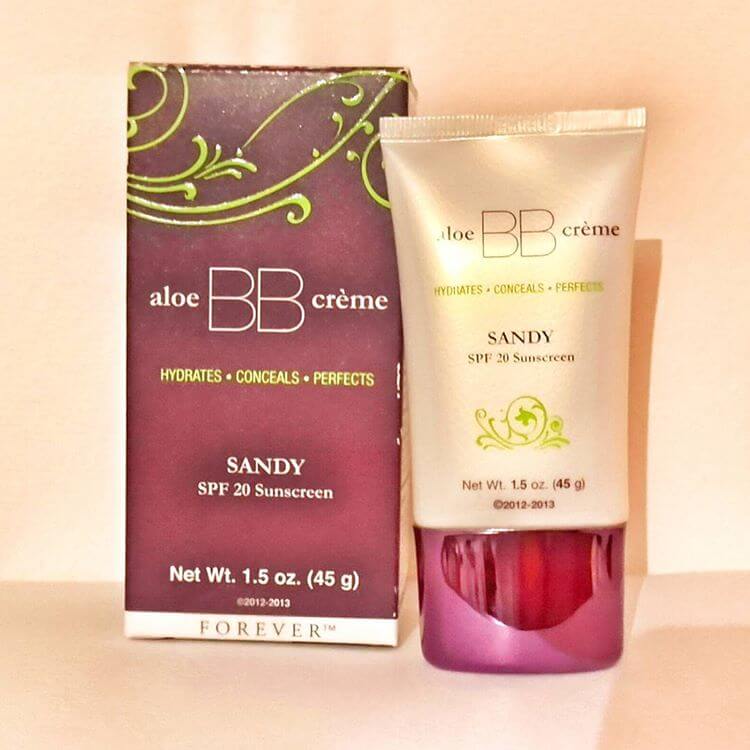 aloe BB crème
HYDRATES • CONCEALS • PERFECTS
SANDY
SPF 20 Sunscreen
Net Wt. 1.5 oz. (45 g)
©2012-2013
FOREVER™
aloe BB crème
HYDRATES • CONCEALS • PERFECTS
SANDY
SPF 20 Sunscreen
Net Wt. 1.5 oz. (45 g)
©2012-2013